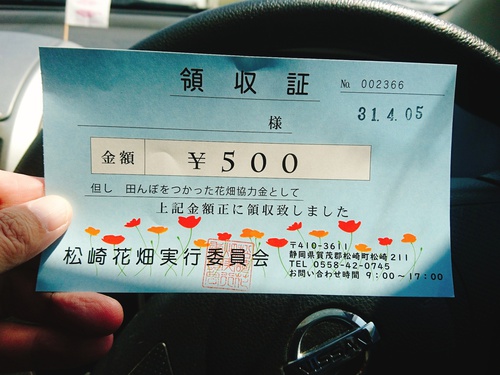 領収証
№ 002366
31.4.05
様
金額 ￥500
但し 田んぼをつかった花畑協力金として
上記金額正に領収致しました
松崎花畑実行委員会
〒410-3611
静岡県賀茂郡松崎町松崎211
TEL 0558-42-0745
お問い合わせ時間 9:00～17:00
NISSAN